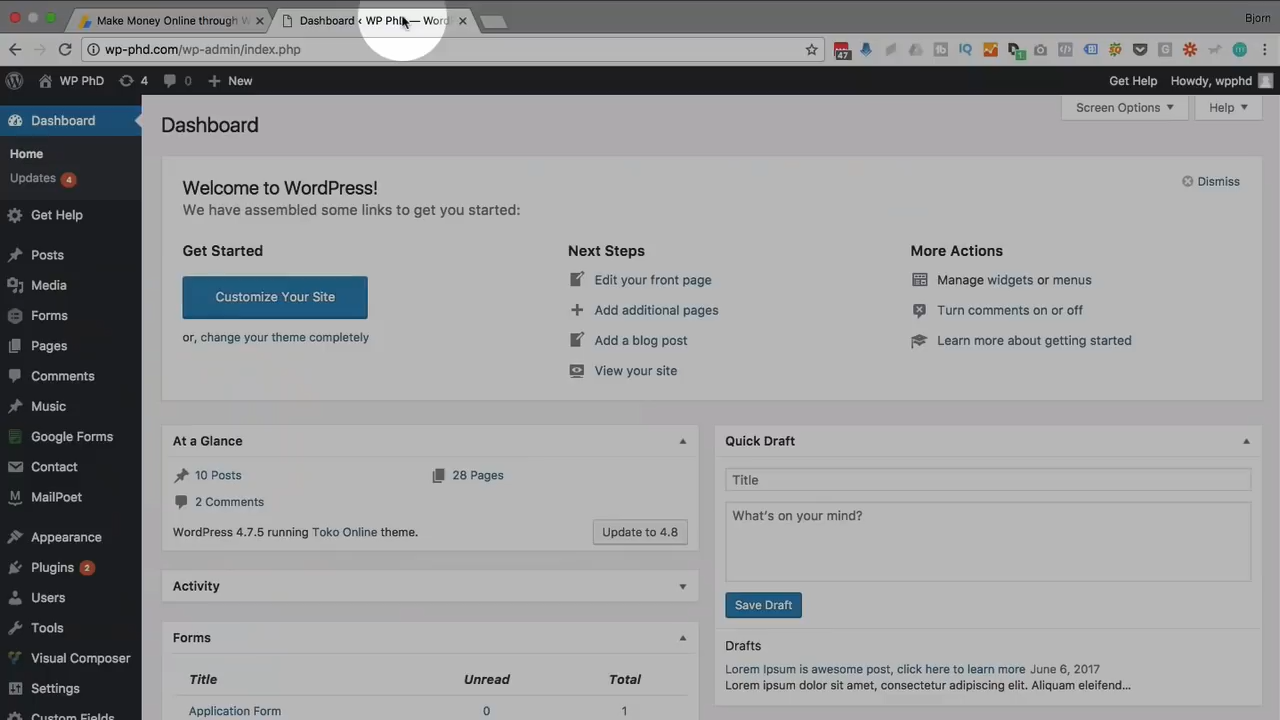 Make Money Online through W
Dashboard ‹ WP PhD — Word
Bjorn
wp-phd.com/wp-admin/index.php
47
1
WP PhD
4
0
New
Get Help
Howdy, wpphd
Dashboard
Home
Updates 4
Get Help
Posts
Media
Forms
Pages
Comments
Music
Google Forms
Contact
MailPoet
Appearance
Plugins 2
Users
Tools
Visual Composer
Settings
Custom Fields
Dashboard
Screen Options
Help
Welcome to WordPress!
We have assembled some links to get you started:
Dismiss
Get Started
Customize Your Site
or, change your theme completely
Next Steps
Edit your front page
Add additional pages
Add a blog post
View your site
More Actions
Manage widgets or menus
Turn comments on or off
Learn more about getting started
At a Glance
10 Posts
28 Pages
2 Comments
WordPress 4.7.5 running Toko Online theme.
Update to 4.8
Activity
Forms
Title Unread Total
Application Form 0 1
Quick Draft
Title
What's on your mind?
Save Draft
Drafts
Lorem Ipsum is awesome post, click here to learn more June 6, 2017
Lorem ipsum dolor sit amet, consectetur adipiscing elit. Aliquam eleifend...